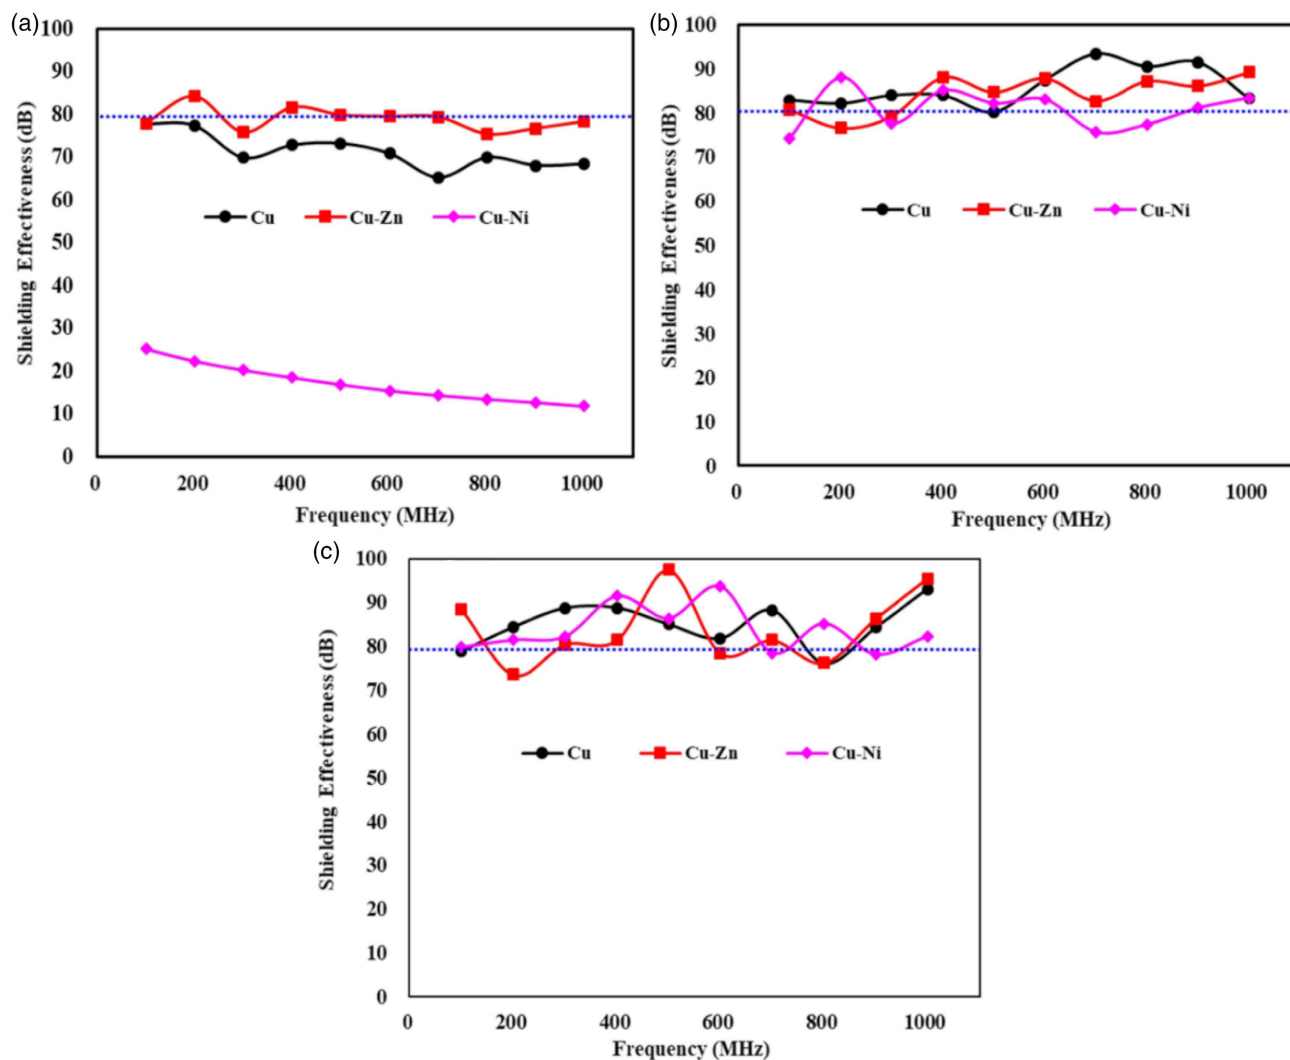 (a)
100
90
80
70
60
50
40
30
20
10
0
Shielding Effectiveness (dB)
Cu Cu-Zn Cu-Ni
0 200 400 600 800 1000
Frequency (MHz)
(b)
100
90
80
70
60
50
40
30
20
10
0
Shielding Effectiveness (dB)
Cu Cu-Zn Cu-Ni
0 200 400 600 800 1000
Frequency (MHz)
(c)
100
90
80
70
60
50
40
30
20
10
0
Shielding Effectiveness (dB)
Cu Cu-Zn Cu-Ni
0 200 400 600 800 1000
Frequency (MHz)